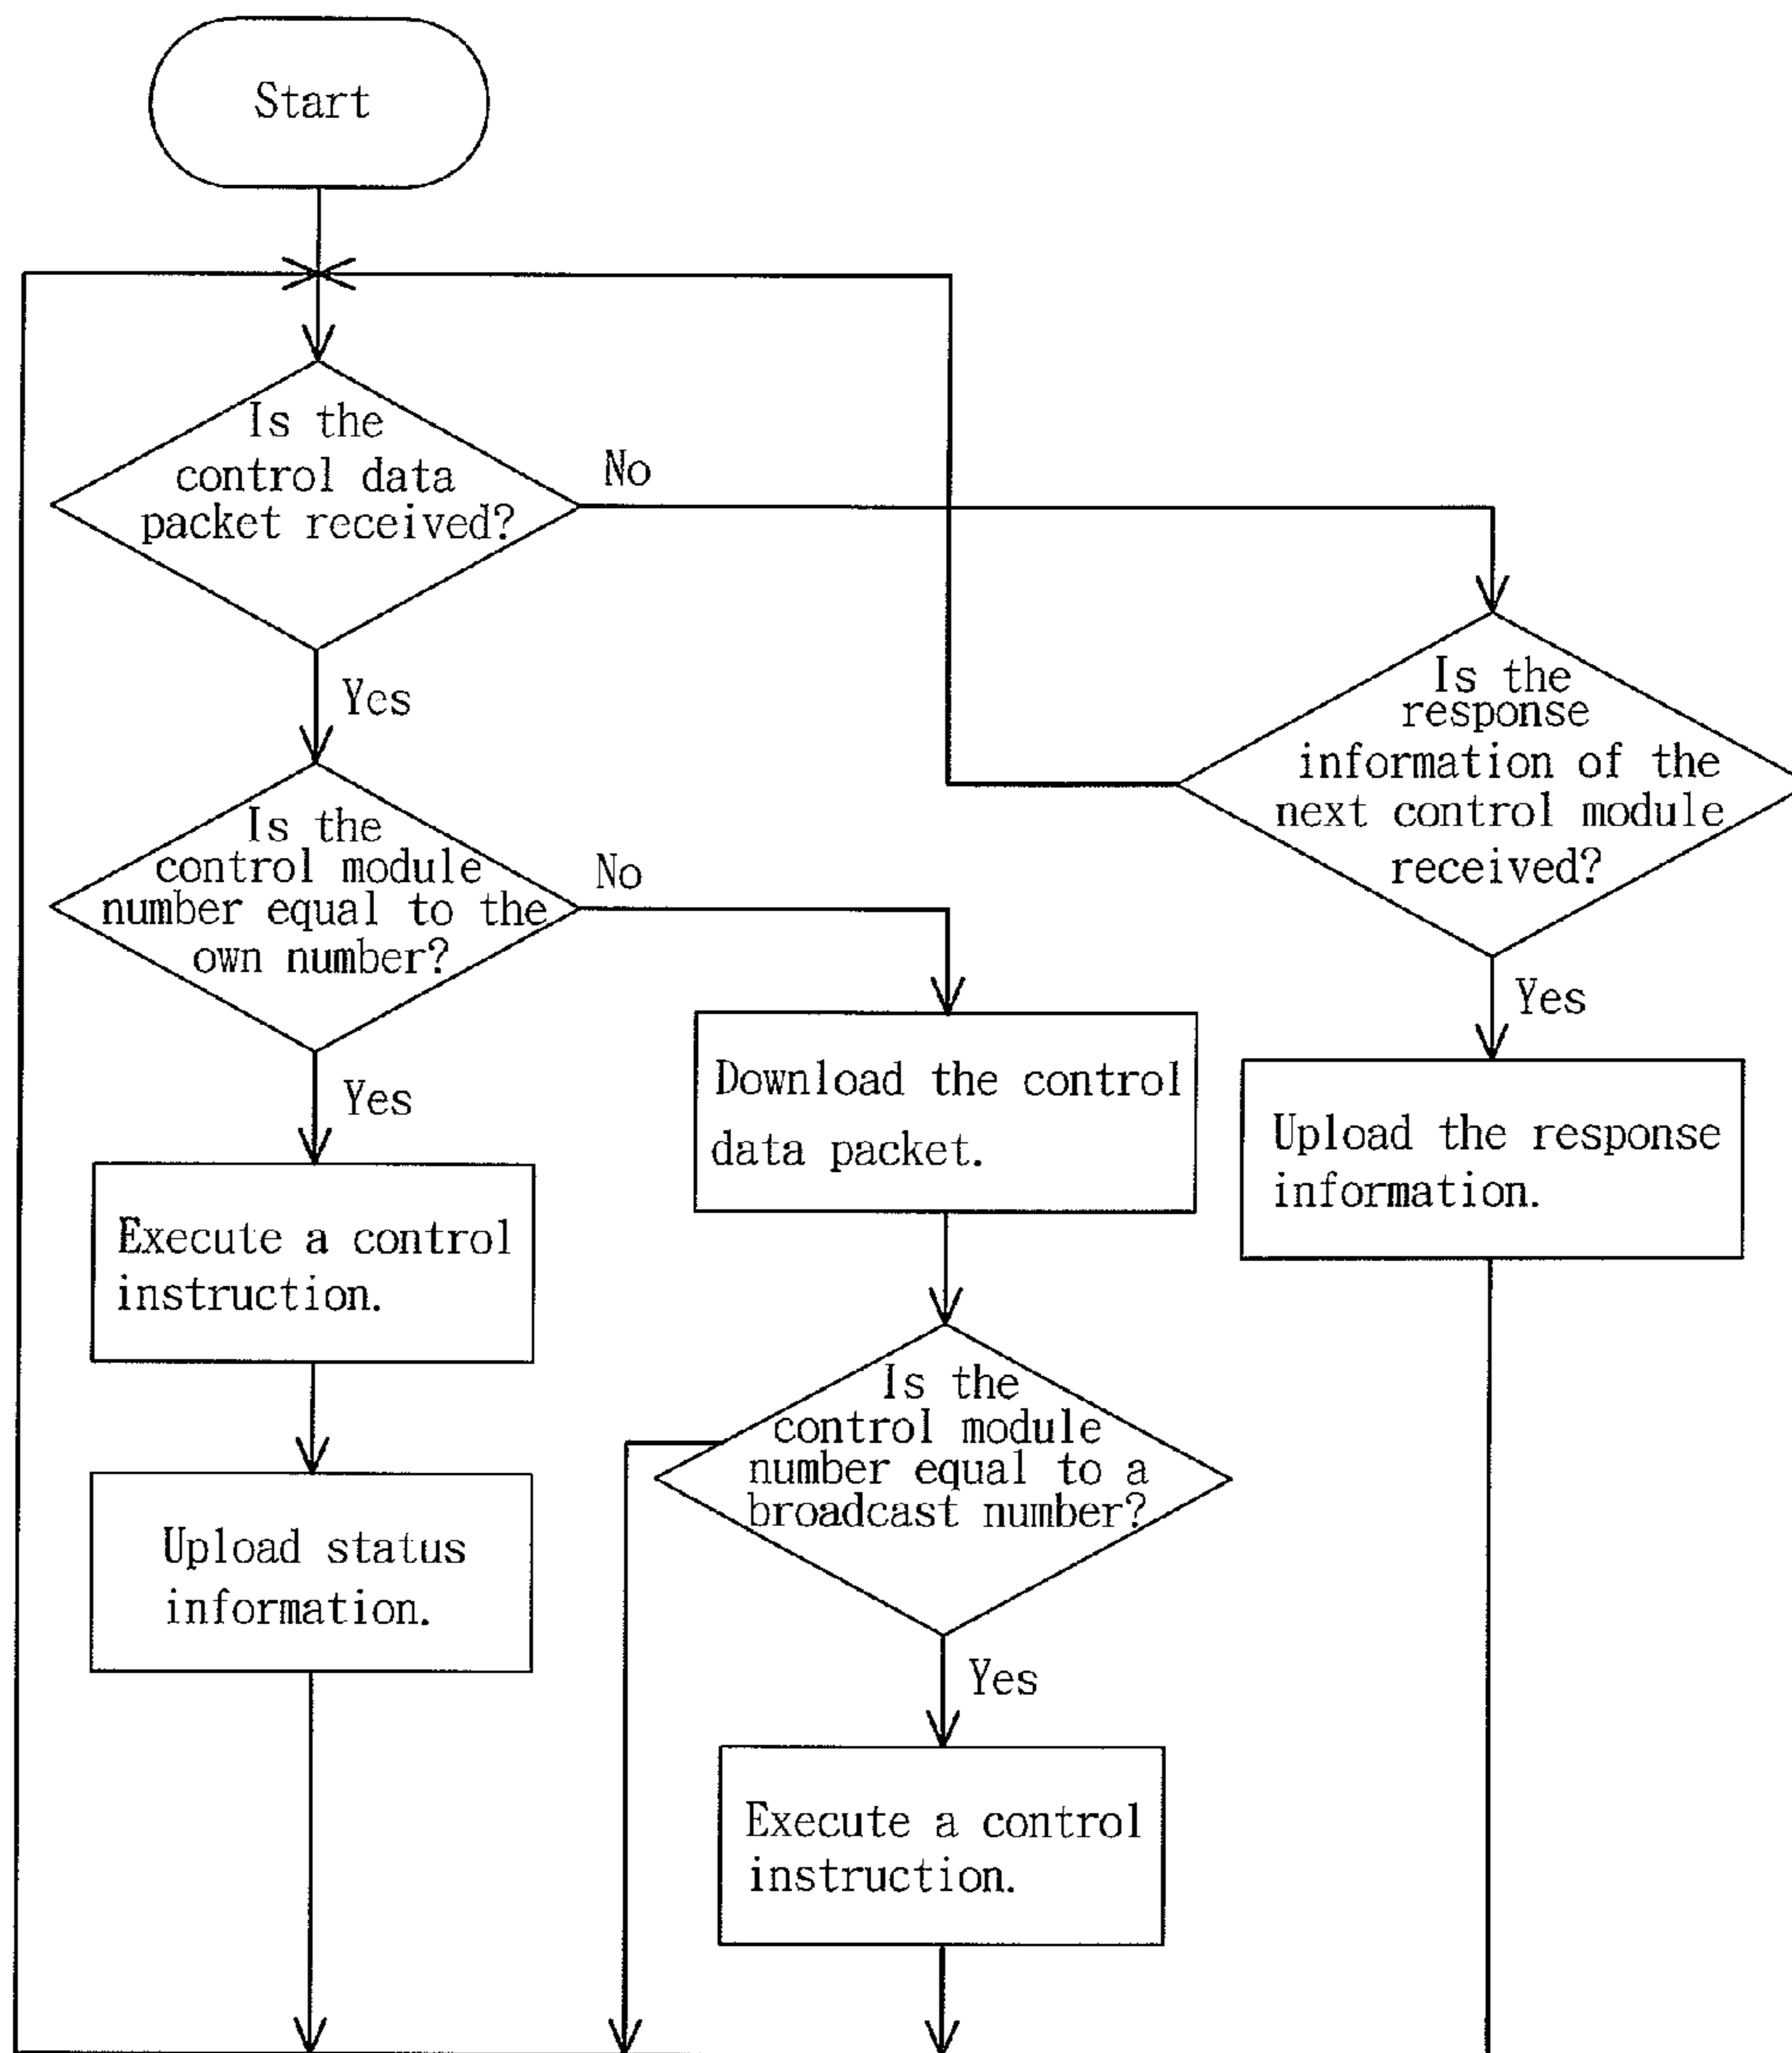 Start
Is the
control data
packet received?
No
Yes
Is the
response
information of the
next control module
received?
Is the
control module
number equal to the
own number?
No
Yes
Yes
Download the control
data packet.
Upload the response
information.
Execute a control
instruction.
Is the
control module
number equal to a
broadcast number?
Upload status
information.
Yes
Execute a control
instruction.